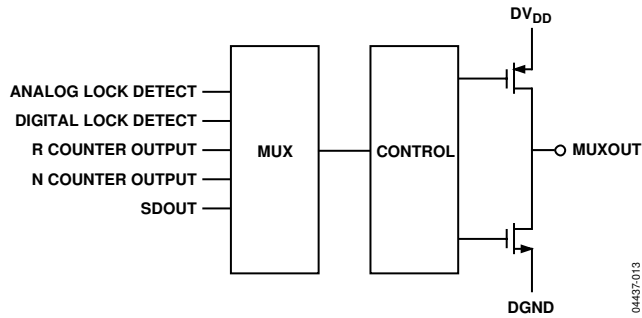 DVDD
ANALOG LOCK DETECT
DIGITAL LOCK DETECT
R COUNTER OUTPUT
N COUNTER OUTPUT
SDOUT
MUX
CONTROL
MUXOUT
DGND
04437-013